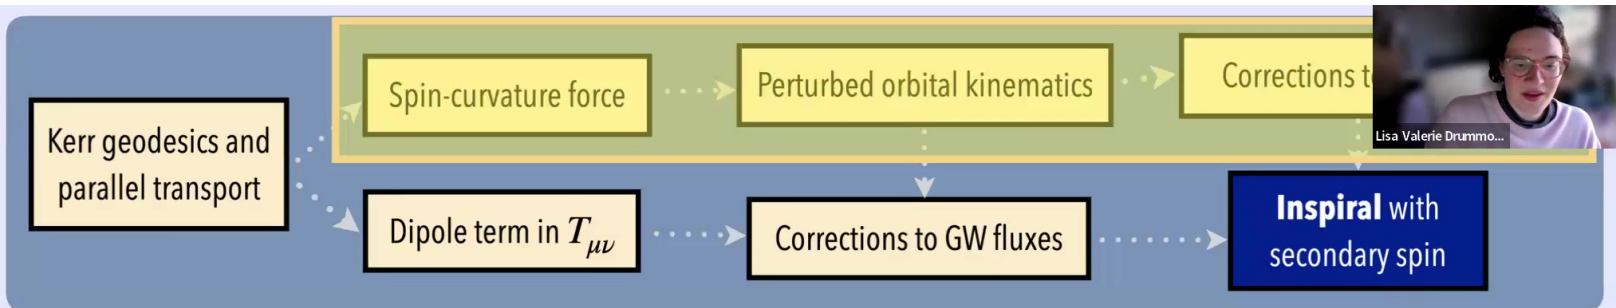 Kerr geodesics and
parallel transport
Spin-curvature force
Perturbed orbital kinematics
Corrections
Lisa Valerie Drummo...
Dipole term in Tμν
Corrections to GW fluxes
Inspiral with
secondary spin